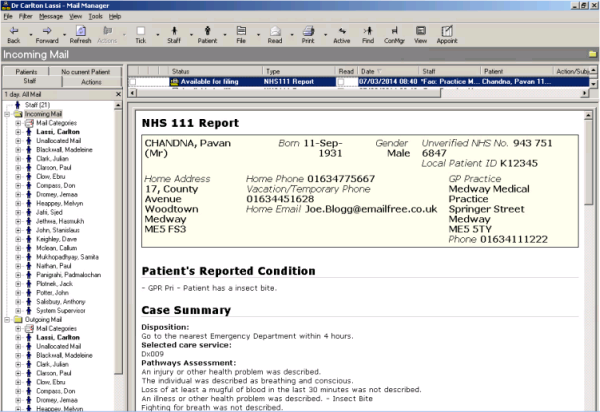 Dr Carlton Lassi - Mail Manager
File Filter Message View Tools Help
Back Forward Refresh Actions Tick Staff Patient File Read Print Active Find ConMgr View Appoint
Incoming Mail
Patients No current Patient
Staff Actions
1 day. All Mail
Status Type Read Date Staff Patient Action/Subj
Available for filing NHS111 Report 07/03/2014 08:40 *Fao: Practice M... Chandna, Pavan 11...
Staff (21)
Incoming Mail
Mail Categories
Lassi, Carlton
Unallocated Mail
Blackwall, Madeleine
Clark, Julian
Clarson, Paul
Clow, Ebru
Compass, Don
Dromey, Jemaa
Heappey, Melvyn
Jatii, Sjed
Jethwa, Hasmukh
John, Stanislaus
Keighley, Dave
Mclean, Callum
Mukhopadhyay, Samita
Nathan, Paul
Panigrahi, Padmalochan
Plotnek, Jack
Potter, John
Salisbury, Anthony
System Supervisor
Outgoing Mail
Mail Categories
Lassi, Carlton
Unallocated Mail
Blackwall, Madeleine
Clark, Julian
Clarson, Paul
Clow, Ebru
Compass, Don
Dromey, Jemaa
Heappey, Melvyn
NHS 111 Report
CHANDNA, Pavan (Mr) Born 11-Sep-1931 Gender Male Unverified NHS No. 943 751 6847
Local Patient ID K12345
Home Address
17, County
Avenue
Woodtown
Medway
ME5 FS3
Home Phone 01634775667
Vacation/Temporary Phone
01634451628
Home Email Joe.Blogg@emailfree.co.uk
GP Practice
Medway Medical
Practice
Springer Street
Medway
ME5 5TY
Phone 01634111222
Patient's Reported Condition
- GPR Pri - Patient has a insect bite.
Case Summary
Disposition:
Go to the nearest Emergency Department within 4 hours.
Selected care service:
Dx009
Pathways Assessment:
An injury or other health problem was described.
The individual was described as breathing and conscious.
Loss of at least a mugful of blood in the last 30 minutes was not described.
An illness or other health problem was described. - Insect Bite
Fighting for breath was not described.